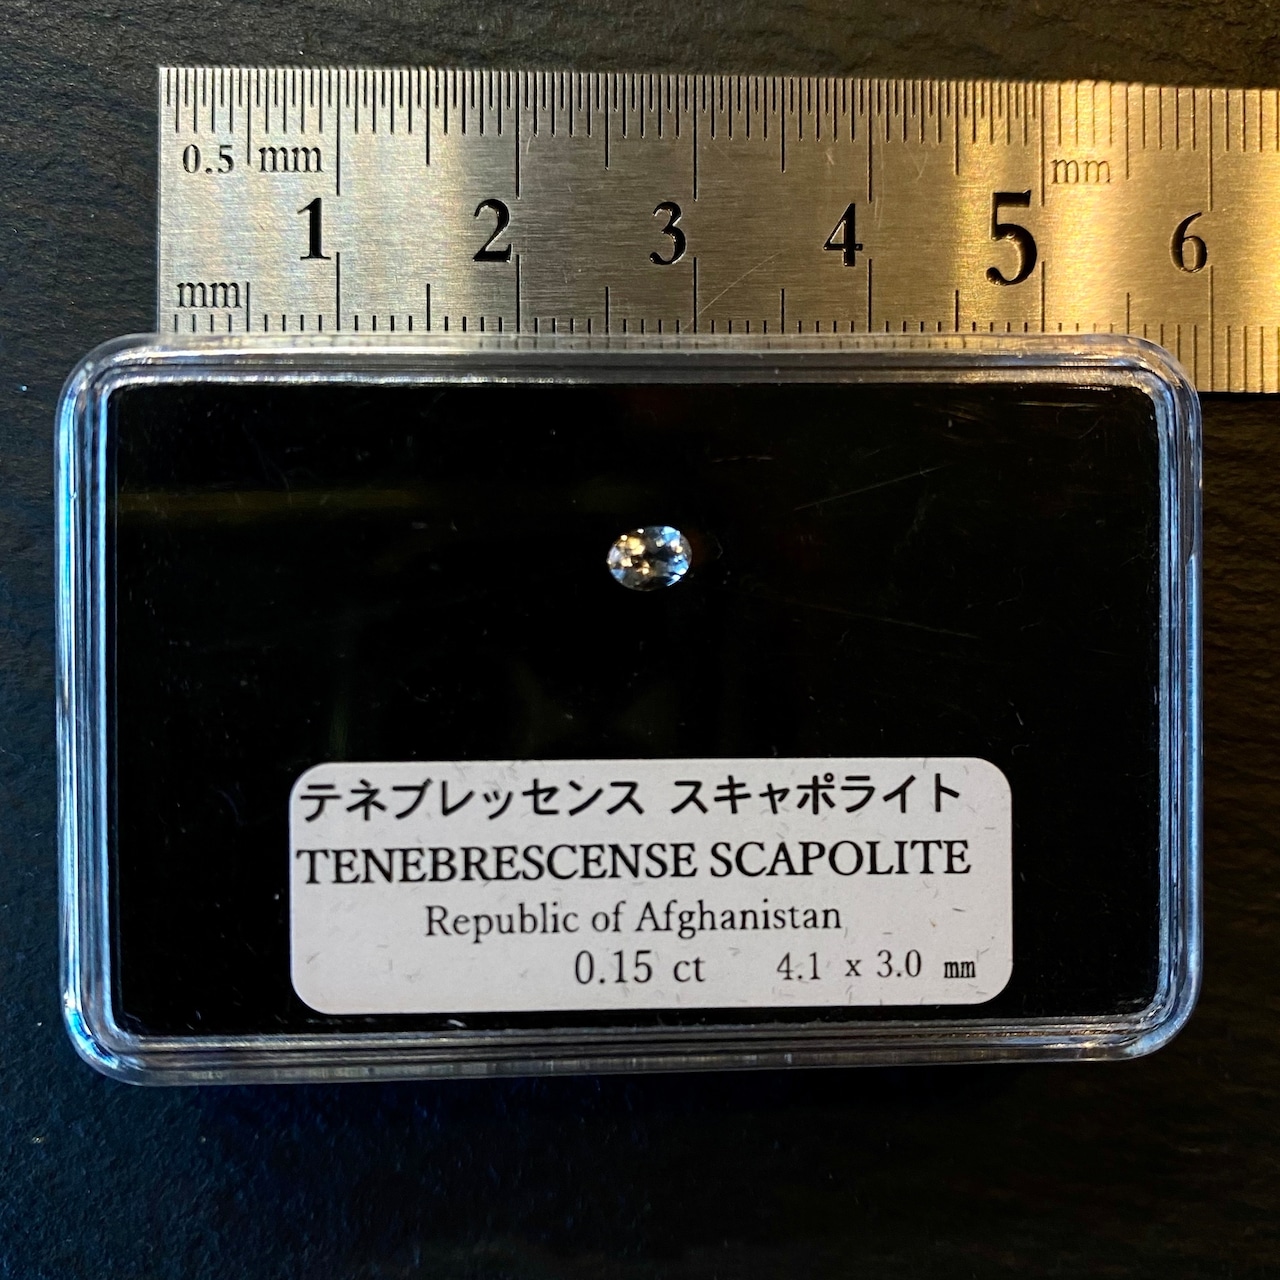 0.5 mm mm
1 2 3 4 5 6
mm
テネブレッセンス スキャポライト
TENEBRESCENSE SCAPOLITE
Republic of Afghanistan
0.15 ct 4.1 x 3.0 mm